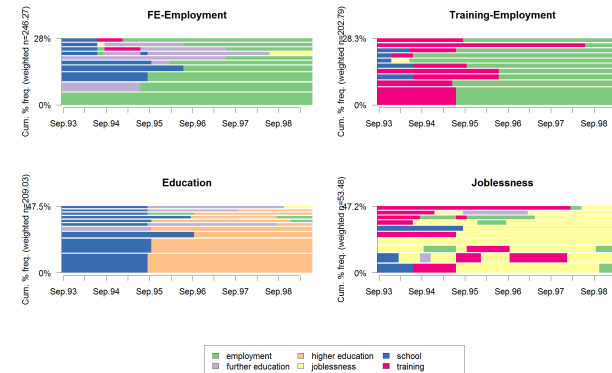 FE-Employment
Training-Employment
Cum. % freq. (weighted n=246.27)
28%
0%
Sep.93 Sep.94 Sep.95 Sep.96 Sep.97 Sep.98
Cum. % freq. (weighted n=202.79)
28.3%
0%
Sep.93 Sep.94 Sep.95 Sep.96 Sep.97 Sep.98
Education
Joblessness
Cum. % freq. (weighted n=209.03)
47.5%
0%
Sep.93 Sep.94 Sep.95 Sep.96 Sep.97 Sep.98
Cum. % freq. (weighted n=53.48)
47.2%
0%
Sep.93 Sep.94 Sep.95 Sep.96 Sep.97 Sep.98
employment higher education school
further education joblessness training